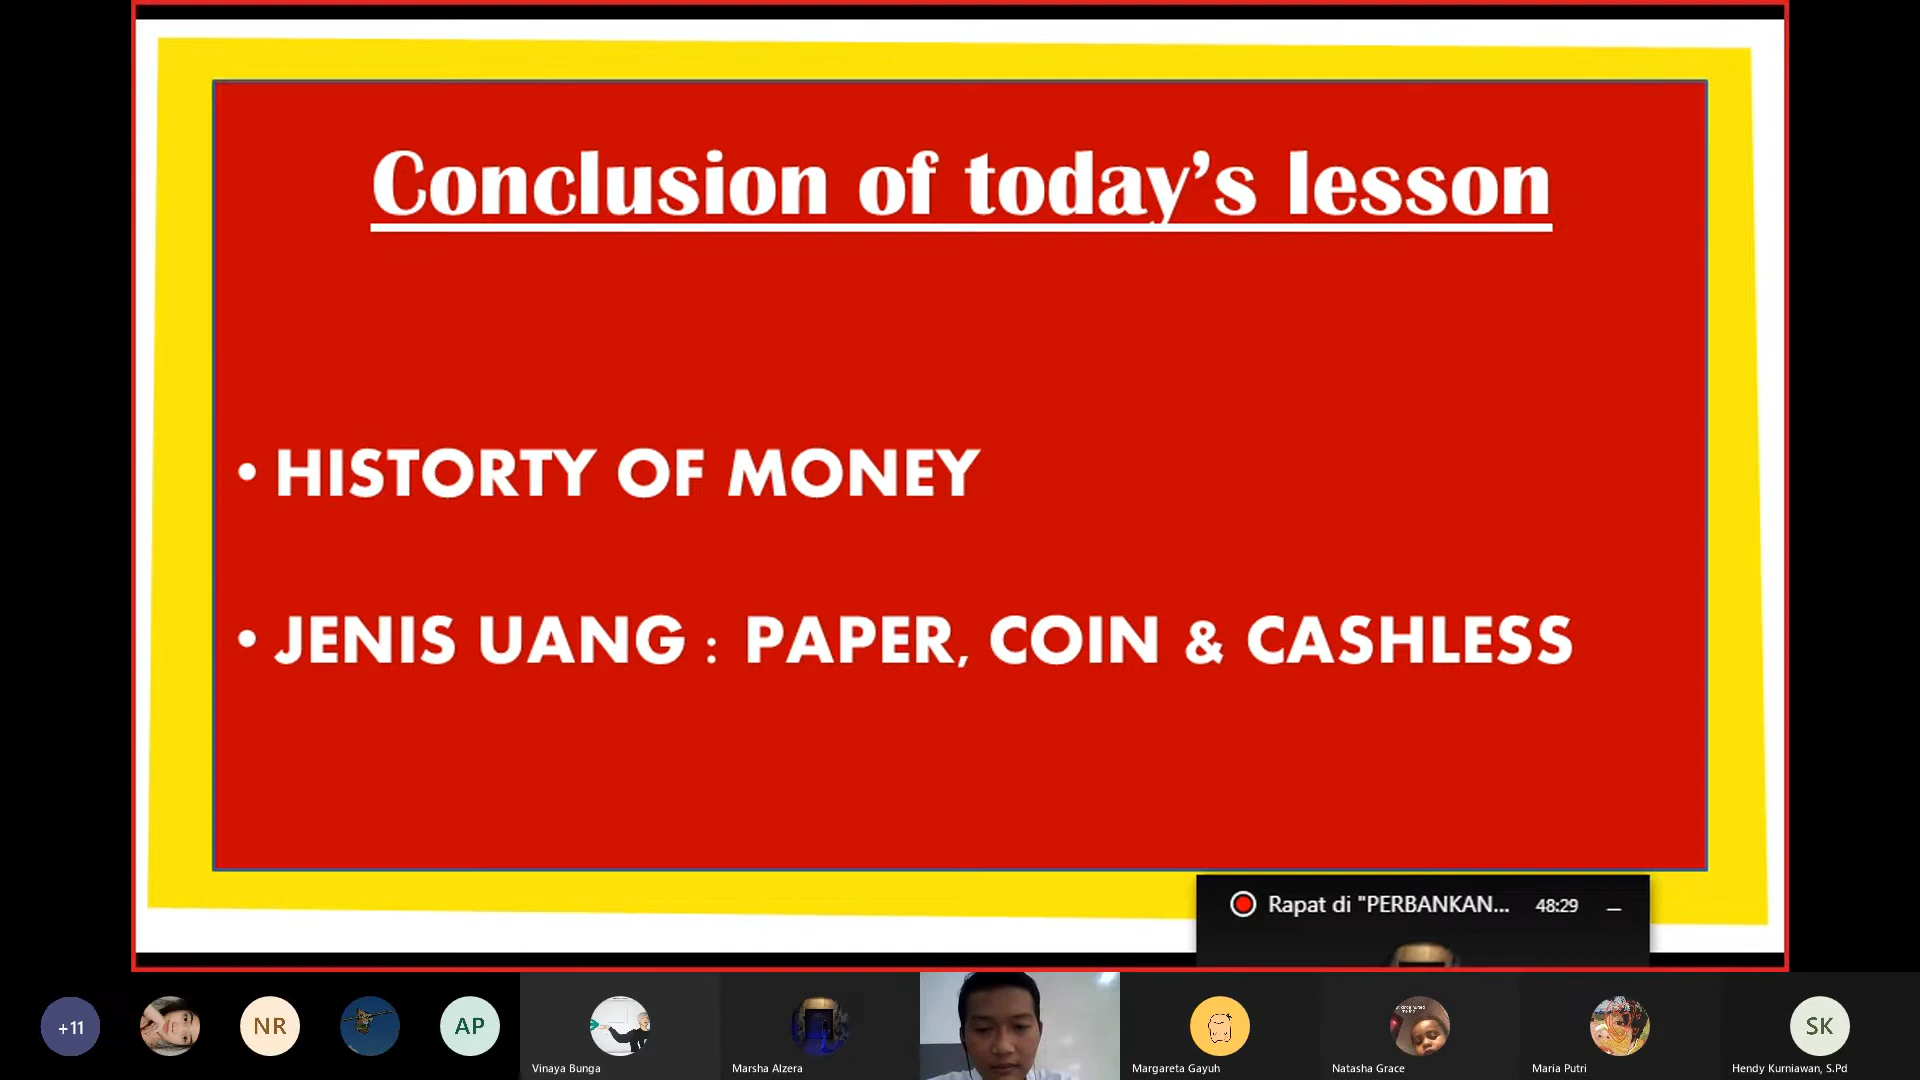 Conclusion of today's lesson
• HISTORTY OF MONEY
• JENIS UANG : PAPER, COIN & CASHLESS
Rapat di "PERBANKAN... 48:29
+11
NR
AP
Vinaya Bunga
Marsha Alzera
Margareta Gayuh
Natasha Grace
Maria Putri
SK
Hendy Kurniawan, S.Pd